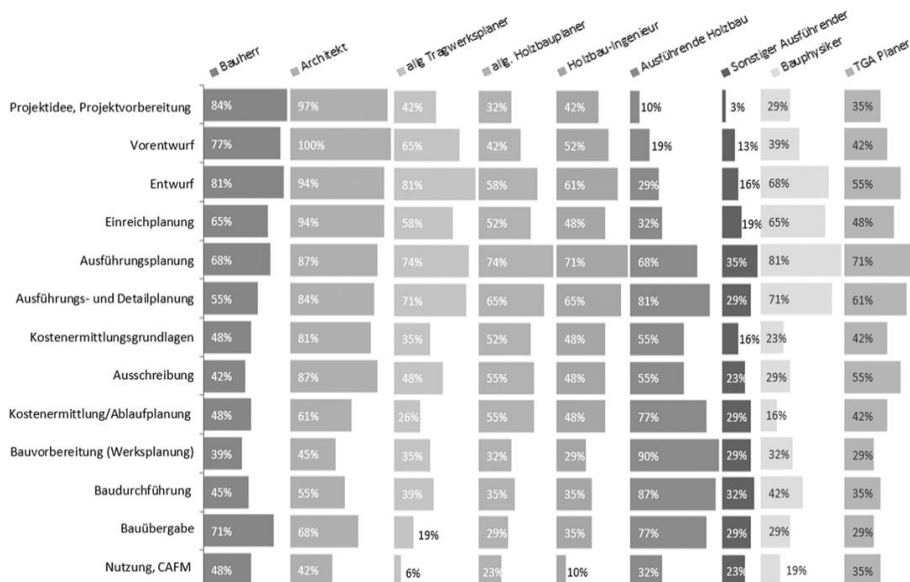 Bauherr Architekt allg Tragwerksplaner allg. Holzbauplaner Holzbau-Ingenieur Ausführende Holzbau Sonstiger Ausführender Bauphysiker TGA Planer
Projektidee, Projektvorbereitung 84% 97% 42% 32% 42% 10% 3% 29% 35%
Vorentwurf 77% 100% 65% 42% 52% 19% 13% 39% 42%
Entwurf 81% 94% 81% 58% 61% 29% 16% 68% 55%
Einreichplanung 65% 94% 58% 52% 48% 32% 19% 65% 48%
Ausführungsplanung 68% 87% 74% 74% 71% 68% 35% 81% 71%
Ausführungs- und Detailplanung 55% 84% 71% 65% 65% 81% 29% 71% 61%
Kostenermittlungsgrundlagen 48% 81% 35% 52% 48% 55% 16% 23% 42%
Ausschreibung 42% 87% 48% 55% 48% 55% 23% 29% 55%
Kostenermittlung/Ablaufplanung 48% 61% 26% 55% 48% 77% 29% 16% 42%
Bauvorbereitung (Werksplanung) 39% 45% 35% 32% 29% 90% 29% 32% 29%
Baudurchführung 45% 55% 39% 35% 35% 87% 32% 42% 35%
Bauübergabe 71% 68% 19% 29% 35% 77% 29% 29% 29%
Nutzung, CAFM 48% 42% 6% 23% 10% 32% 23% 19% 35%